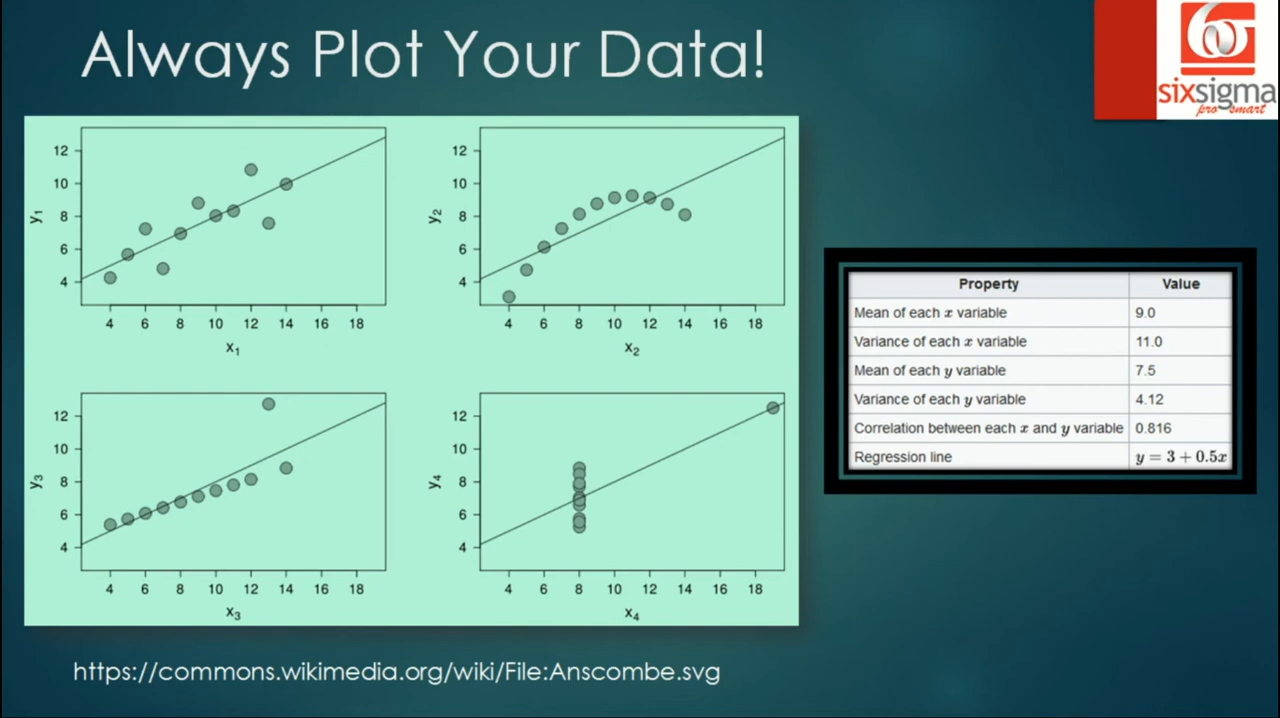 Always Plot Your Data!
6σ
sixsigma
pro smart
12
10
8
6
4
y₁
4 6 8 10 12 14 16 18
x₁
12
10
8
6
4
y₂
4 6 8 10 12 14 16 18
x₂
12
10
8
6
4
y₃
4 6 8 10 12 14 16 18
x₃
12
10
8
6
4
y₄
4 6 8 10 12 14 16 18
x₄
Property Value
Mean of each x variable 9.0
Variance of each x variable 11.0
Mean of each y variable 7.5
Variance of each y variable 4.12
Correlation between each x and y variable 0.816
Regression line y = 3 + 0.5x
https://commons.wikimedia.org/wiki/File:Anscombe.svg